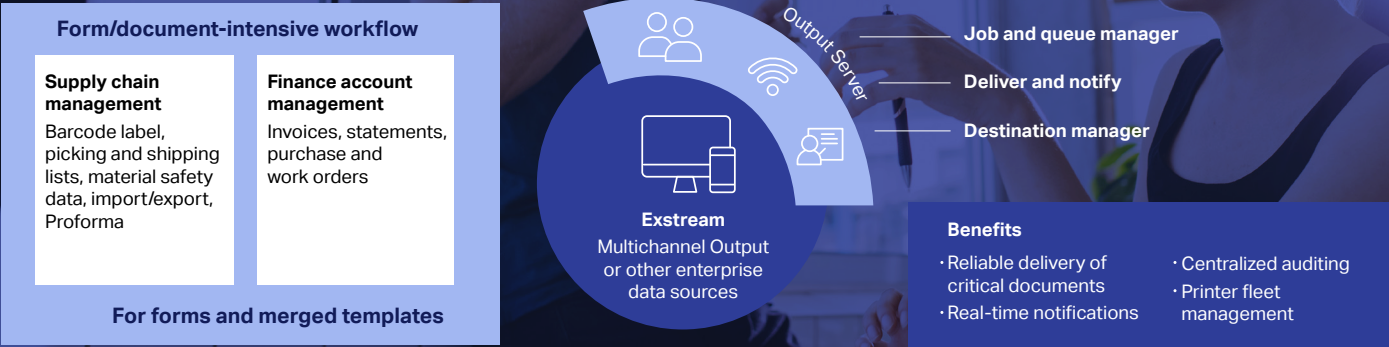 Form/document-intensive workflow
Supply chain
management
Barcode label,
picking and shipping
lists, material safety
data, import/export,
Proforma
Finance account
management
Invoices, statements,
purchase and
work orders
For forms and merged templates
Output Server
Exstream
Multichannel Output
or other enterprise
data sources
Job and queue manager
Deliver and notify
Destination manager
Benefits
· Reliable delivery of
critical documents
· Real-time notifications
· Centralized auditing
· Printer fleet
management